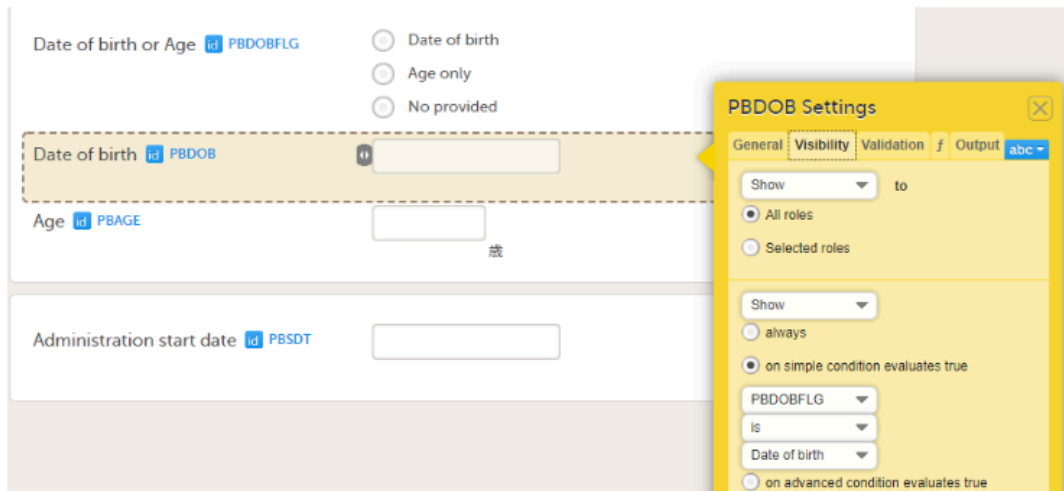 Date of birth or Age id PBDOBFLG
Date of birth
Age only
No provided
Date of birth id PBDOB
Age id PBAGE
歳
Administration start date id PBSDT
PBDOB Settings
General Visibility Validation f Output abc
Show to
All roles
Selected roles
Show
always
on simple condition evaluates true
PBDOBFLG
is
Date of birth
on advanced condition evaluates true